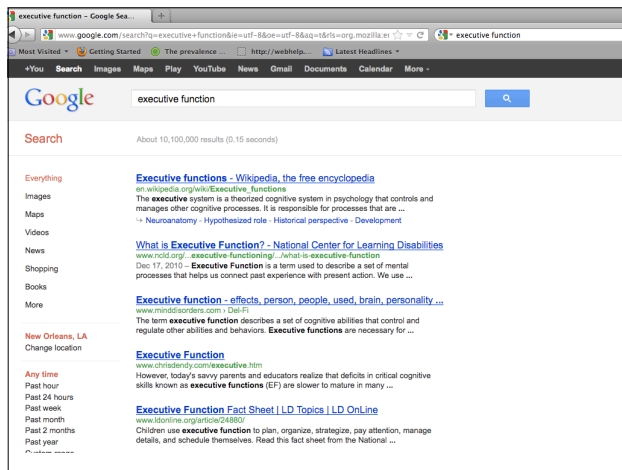 executive function - Google Sea...
www.google.com/search?q=executive+function&ie=utf-8&oe=utf-8&aq=t&rls=org.mozilla:er
executive function
Most Visited
Getting Started
The prevalence ...
http://webhelp...
Latest Headlines
+You Search Images Maps Play YouTube News Gmail Documents Calendar More
Google
executive function
Search
About 10,100,000 results (0.15 seconds)
Everything
Images
Maps
Videos
News
Shopping
Books
More
New Orleans, LA
Change location
Any time
Past hour
Past 24 hours
Past week
Past month
Past 2 months
Past year
Custom range
Executive functions - Wikipedia, the free encyclopedia
en.wikipedia.org/wiki/Executive_functions
The executive system is a theorized cognitive system in psychology that controls and
manages other cognitive processes. It is responsible for processes that are ...
Neuroanatomy - Hypothesized role - Historical perspective - Development
What is Executive Function? - National Center for Learning Disabilities
www.ncld.org/...executive-functioning/.../what-is-executive-function
Dec 17, 2010 – Executive Function is a term used to describe a set of mental
processes that helps us connect past experience with present action. We use ...
Executive function - effects, person, people, used, brain, personality ...
www.minddisorders.com › Del-Fi
The term executive function describes a set of cognitive abilities that control and
regulate other abilities and behaviors. Executive functions are necessary for ...
Executive Function
www.chrisdendy.com/executive.htm
However, today's savvy parents and educators realize that deficits in critical cognitive
skills known as executive functions (EF) are slower to mature in many ...
Executive Function Fact Sheet | LD Topics | LD OnLine
www.ldonline.org/article/24880/
Children use executive function to plan, organize, strategize, pay attention, manage
details, and schedule themselves. Read this fact sheet from the National ...